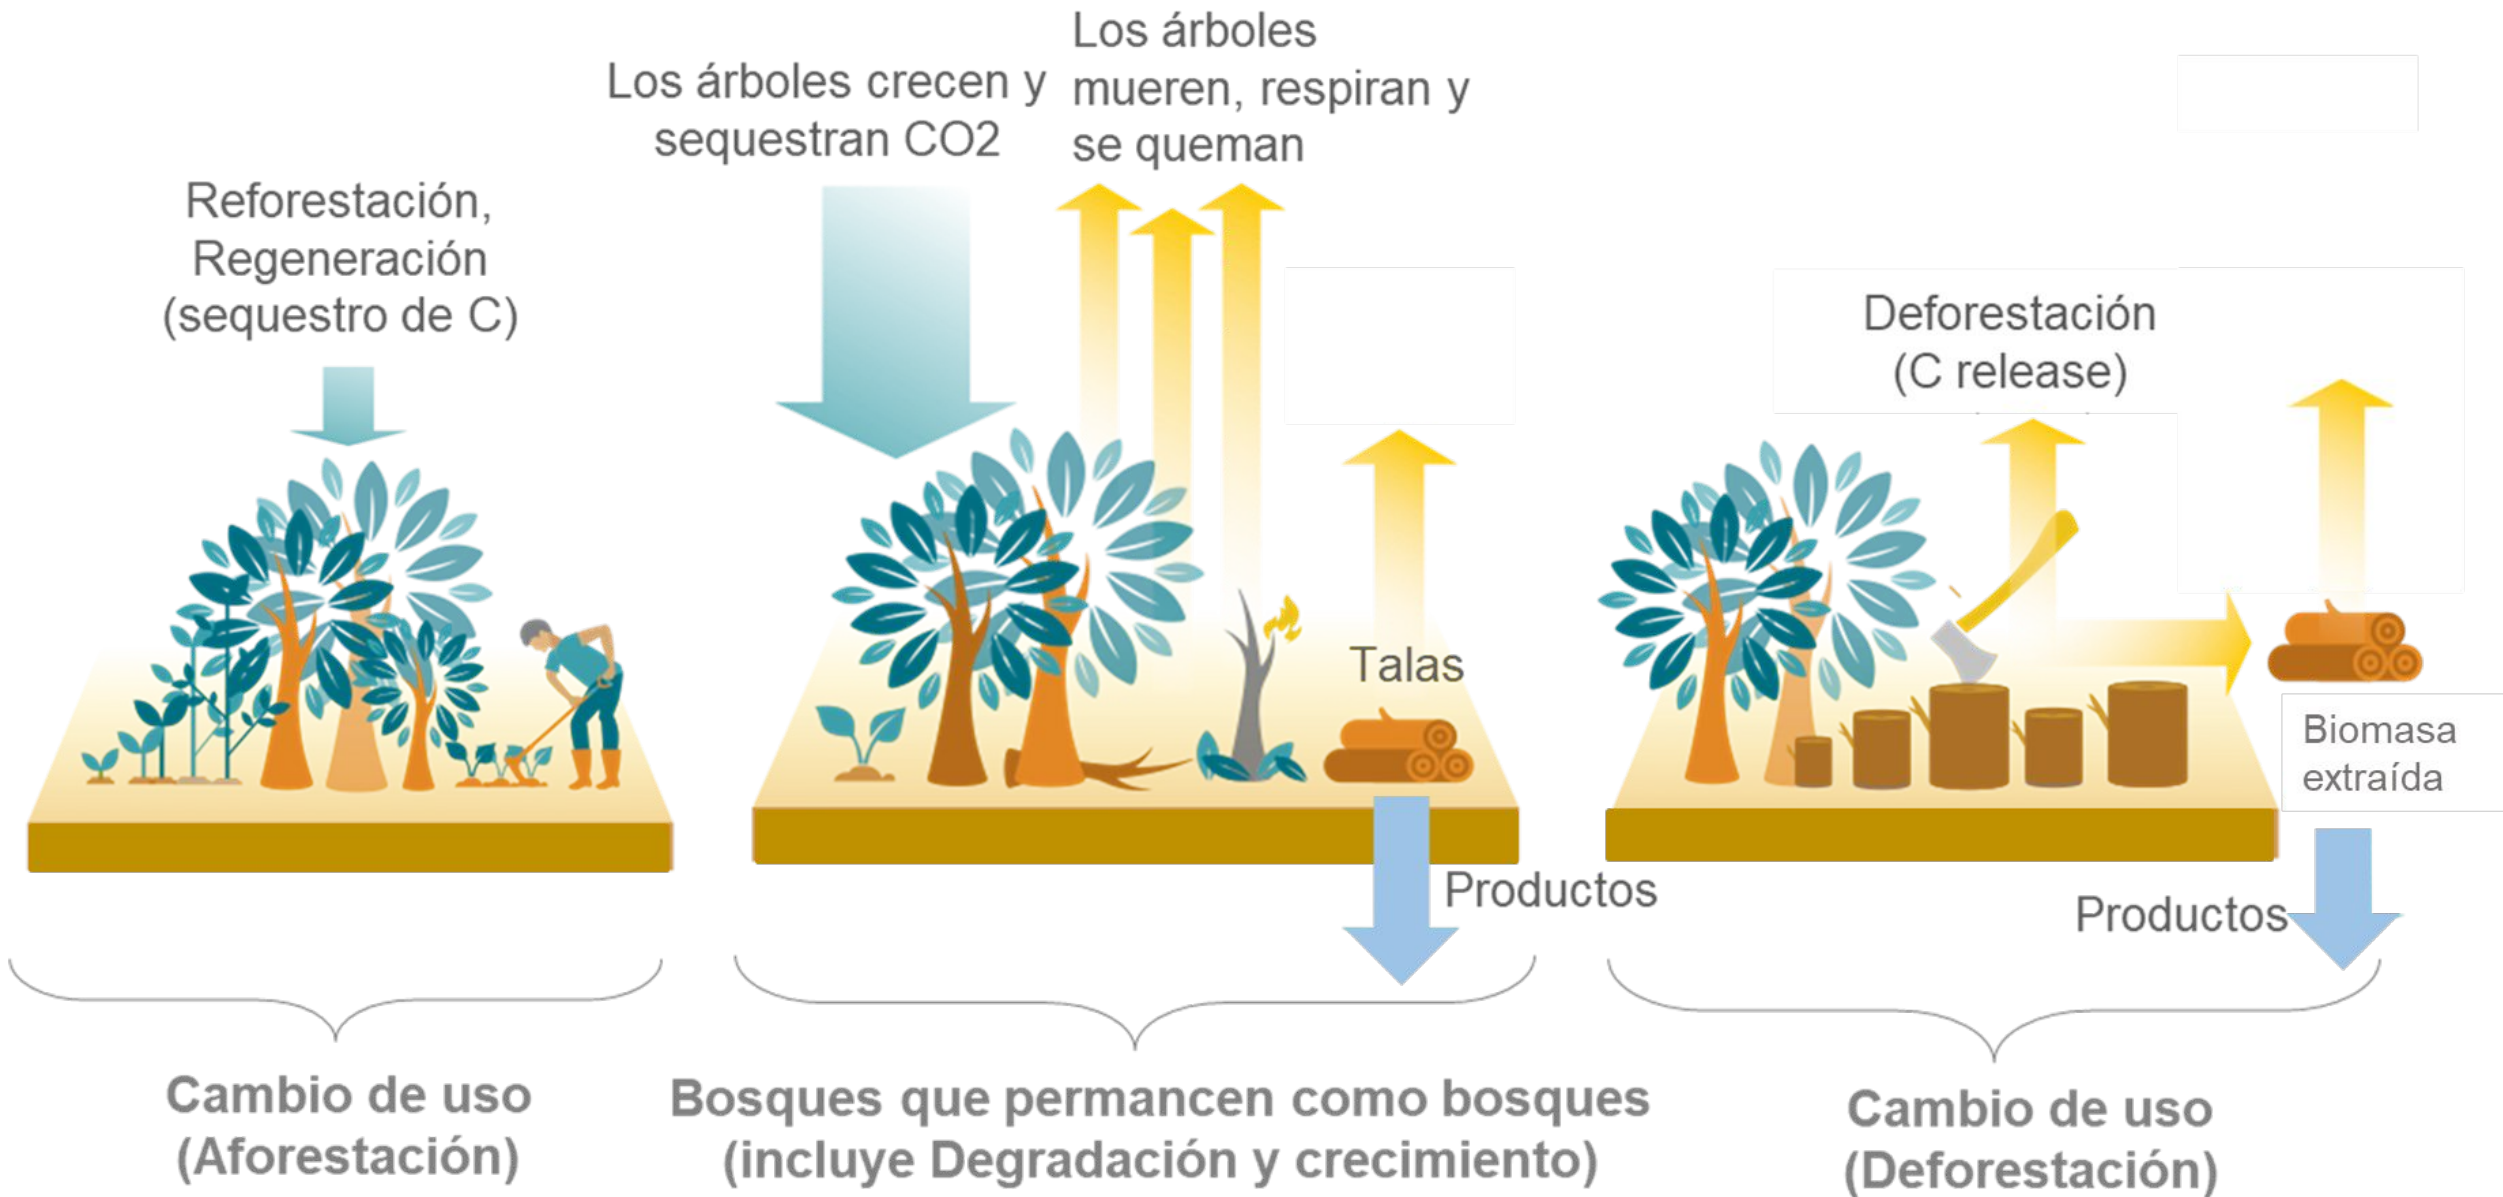 Reforestación,
Regeneración
(sequestro de C)
Los árboles crecen y
sequestran CO2
Los árboles
mueren, respiran y
se queman
Talas
Productos
Deforestación
(C release)
Biomasa
extraída
Productos
Cambio de uso
(Aforestación)
Bosques que permancen como bosques
(incluye Degradación y crecimiento)
Cambio de uso
(Deforestación)